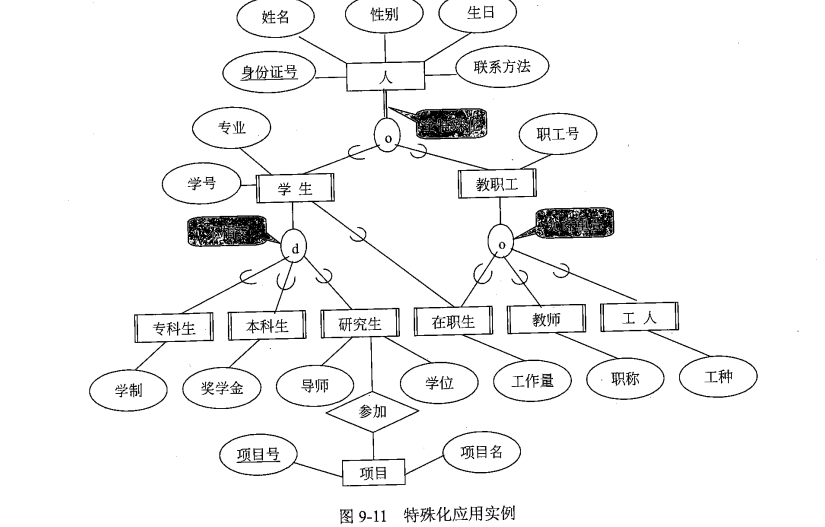 姓名
性别
生日
身份证号
人
联系方法
专业
o
职工号
学号
学生
教职工
d
o
专科生
本科生
研究生
在职生
教师
工人
学制
奖学金
导师
学位
工作量
职称
工种
参加
项目号
项目
项目名
图 9-11 特殊化应用实例